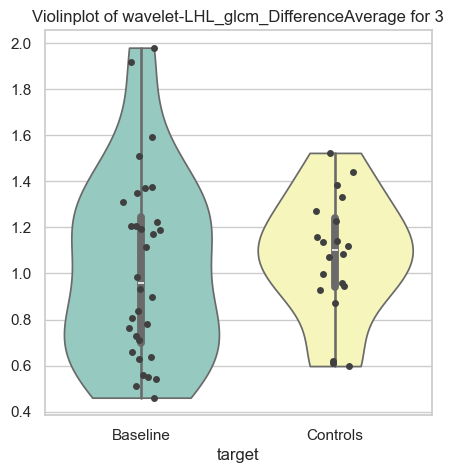 Violinplot of wavelet-LHL_glcm_DifferenceAverage for 3
2.0
1.8
1.6
1.4
1.2
1.0
0.8
0.6
0.4
Baseline
Controls
target